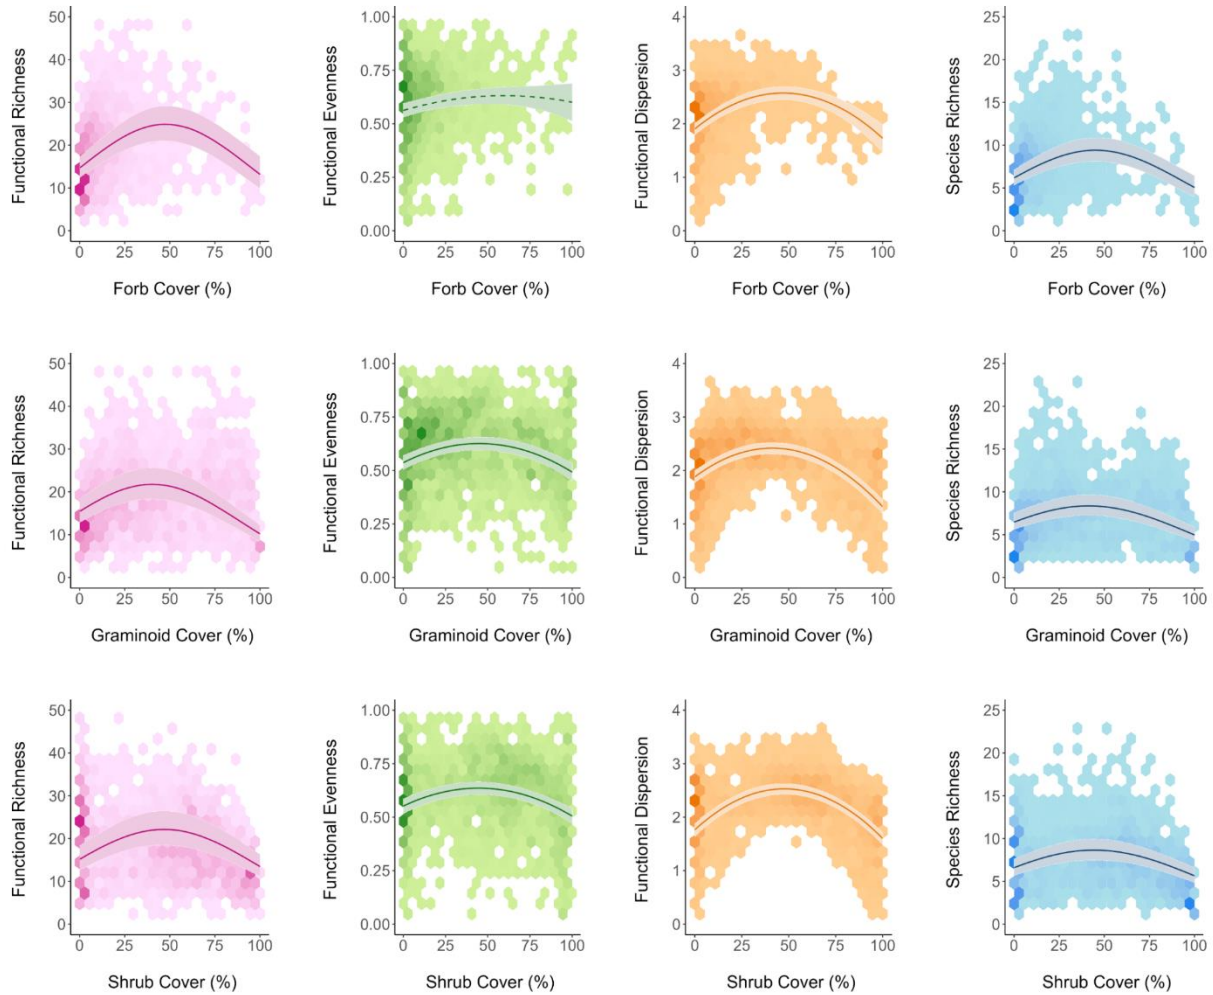 Functional Richness
50
40
30
20
10
0
0 25 50 75 100
Forb Cover (%)
Functional Evenness
1.00
0.75
0.50
0.25
0.00
0 25 50 75 100
Forb Cover (%)
Functional Dispersion
4
3
2
1
0
0 25 50 75 100
Forb Cover (%)
Species Richness
25
20
15
10
5
0
0 25 50 75 100
Forb Cover (%)
Functional Richness
50
40
30
20
10
0
0 25 50 75 100
Graminoid Cover (%)
Functional Evenness
1.00
0.75
0.50
0.25
0.00
0 25 50 75 100
Graminoid Cover (%)
Functional Dispersion
4
3
2
1
0
0 25 50 75 100
Graminoid Cover (%)
Species Richness
25
20
15
10
5
0
0 25 50 75 100
Graminoid Cover (%)
Functional Richness
50
40
30
20
10
0
0 25 50 75 100
Shrub Cover (%)
Functional Evenness
1.00
0.75
0.50
0.25
0.00
0 25 50 75 100
Shrub Cover (%)
Functional Dispersion
4
3
2
1
0
0 25 50 75 100
Shrub Cover (%)
Species Richness
25
20
15
10
5
0
0 25 50 75 100
Shrub Cover (%)